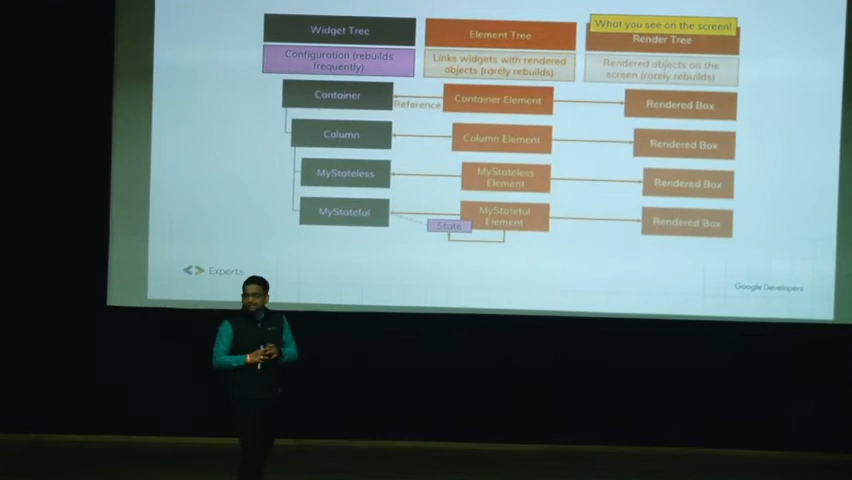 What you see on the screen!
Widget Tree
Element Tree
Render Tree
Configuration (rebuilds
frequently)
Links widgets with rendered
objects (rarely rebuilds)
Rendered objects on the
screen (rarely rebuilds)
Container
Reference
Container Element
Rendered Box
Column
Column Element
Rendered Box
MyStateless
MyStateless
Element
Rendered Box
MyStateful
MyStateful
Element
State
Rendered Box
<> Experts
Google Developers